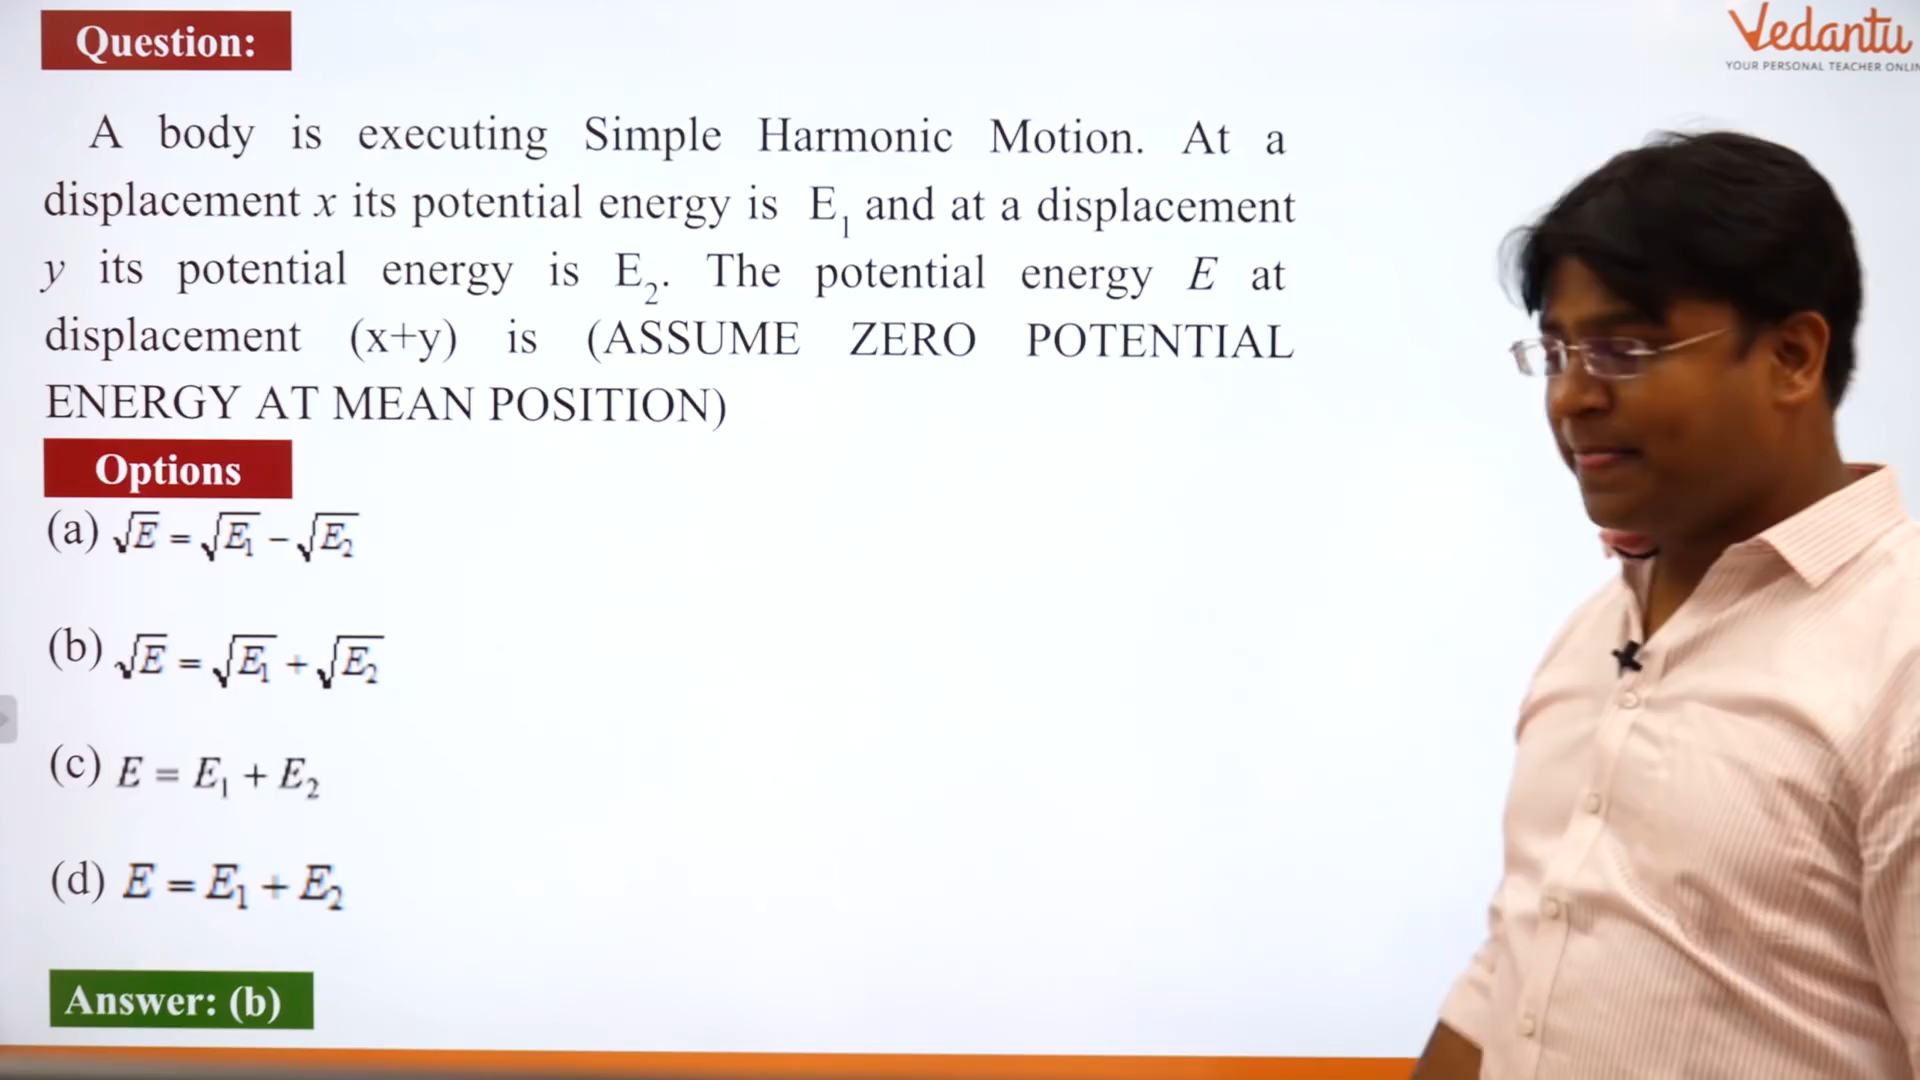 Question:
Vedantu
YOUR PERSONAL TEACHER ONLIN
A body is executing Simple Harmonic Motion. At a
displacement x its potential energy is E₁ and at a displacement
y its potential energy is E₂. The potential energy E at
displacement (x+y) is (ASSUME ZERO POTENTIAL
ENERGY AT MEAN POSITION)
Options
(a) √E = √E₁ − √E₂
(b) √E = √E₁ + √E₂
(c) E = E₁ + E₂
(d) E = E₁ + E₂
Answer: (b)